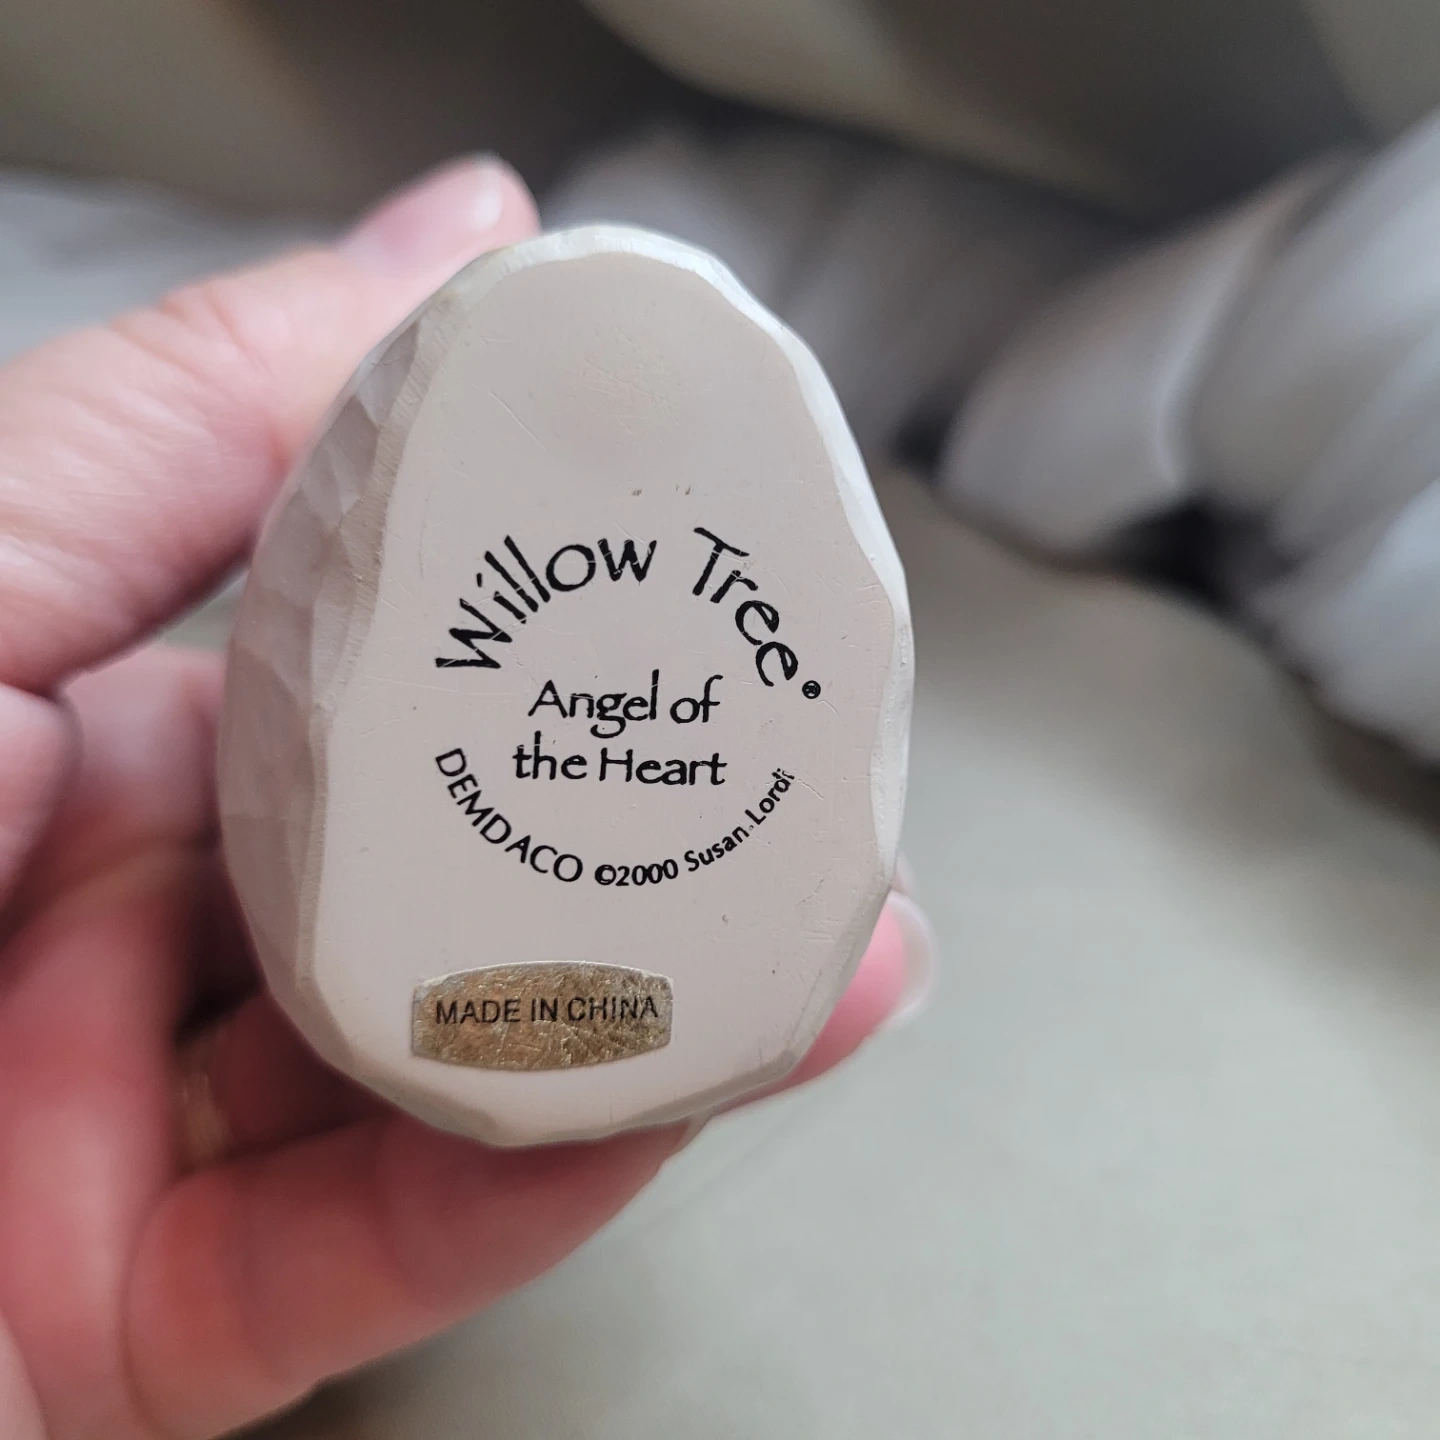 Willow Tree®
Angel of
the Heart
DEMDACO ©2000 Susan Lordi
MADE IN CHINA